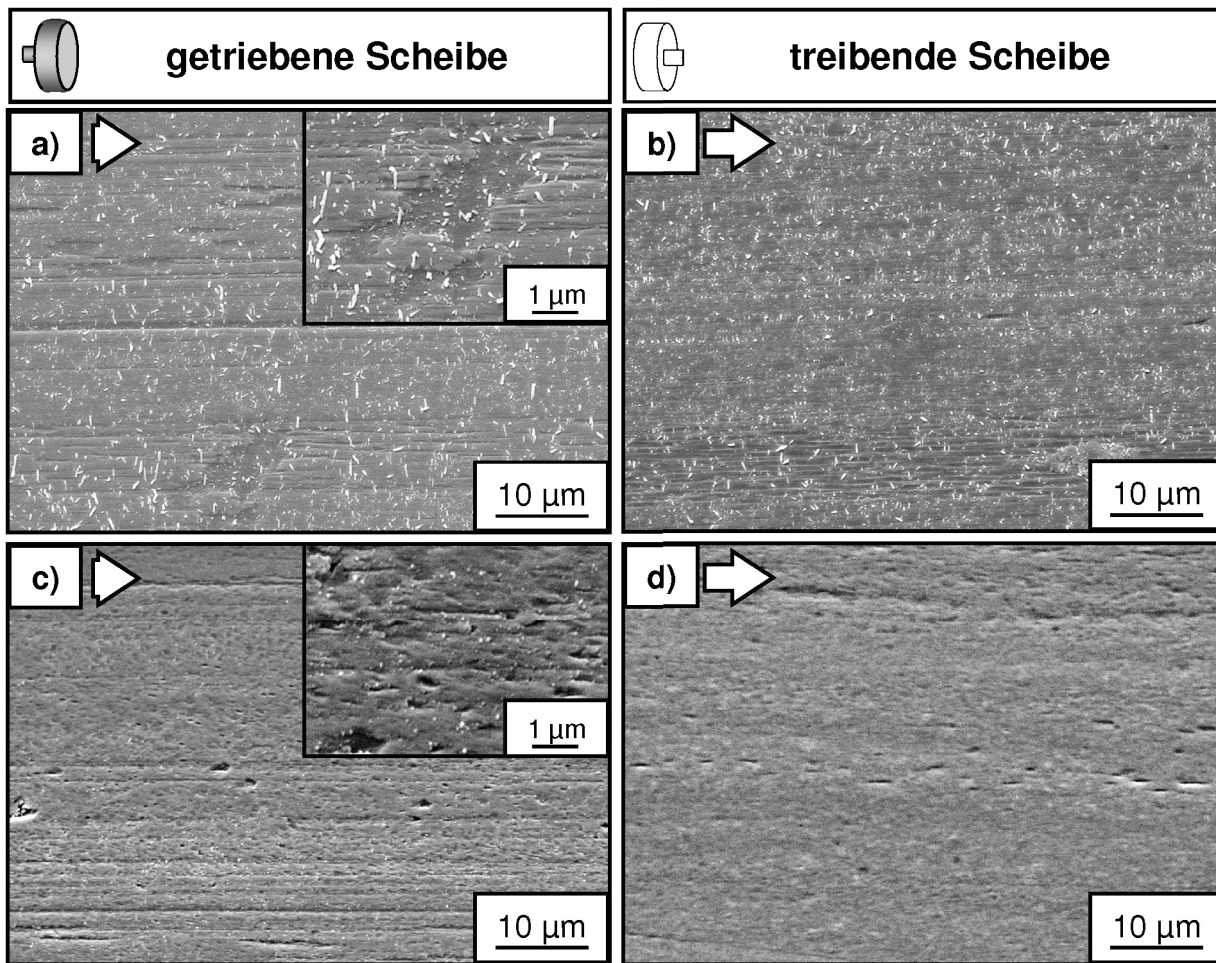 getriebene Scheibe
treibende Scheibe
a)
1 µm
10 µm
b)
10 µm
c)
1 µm
10 µm
d)
10 µm